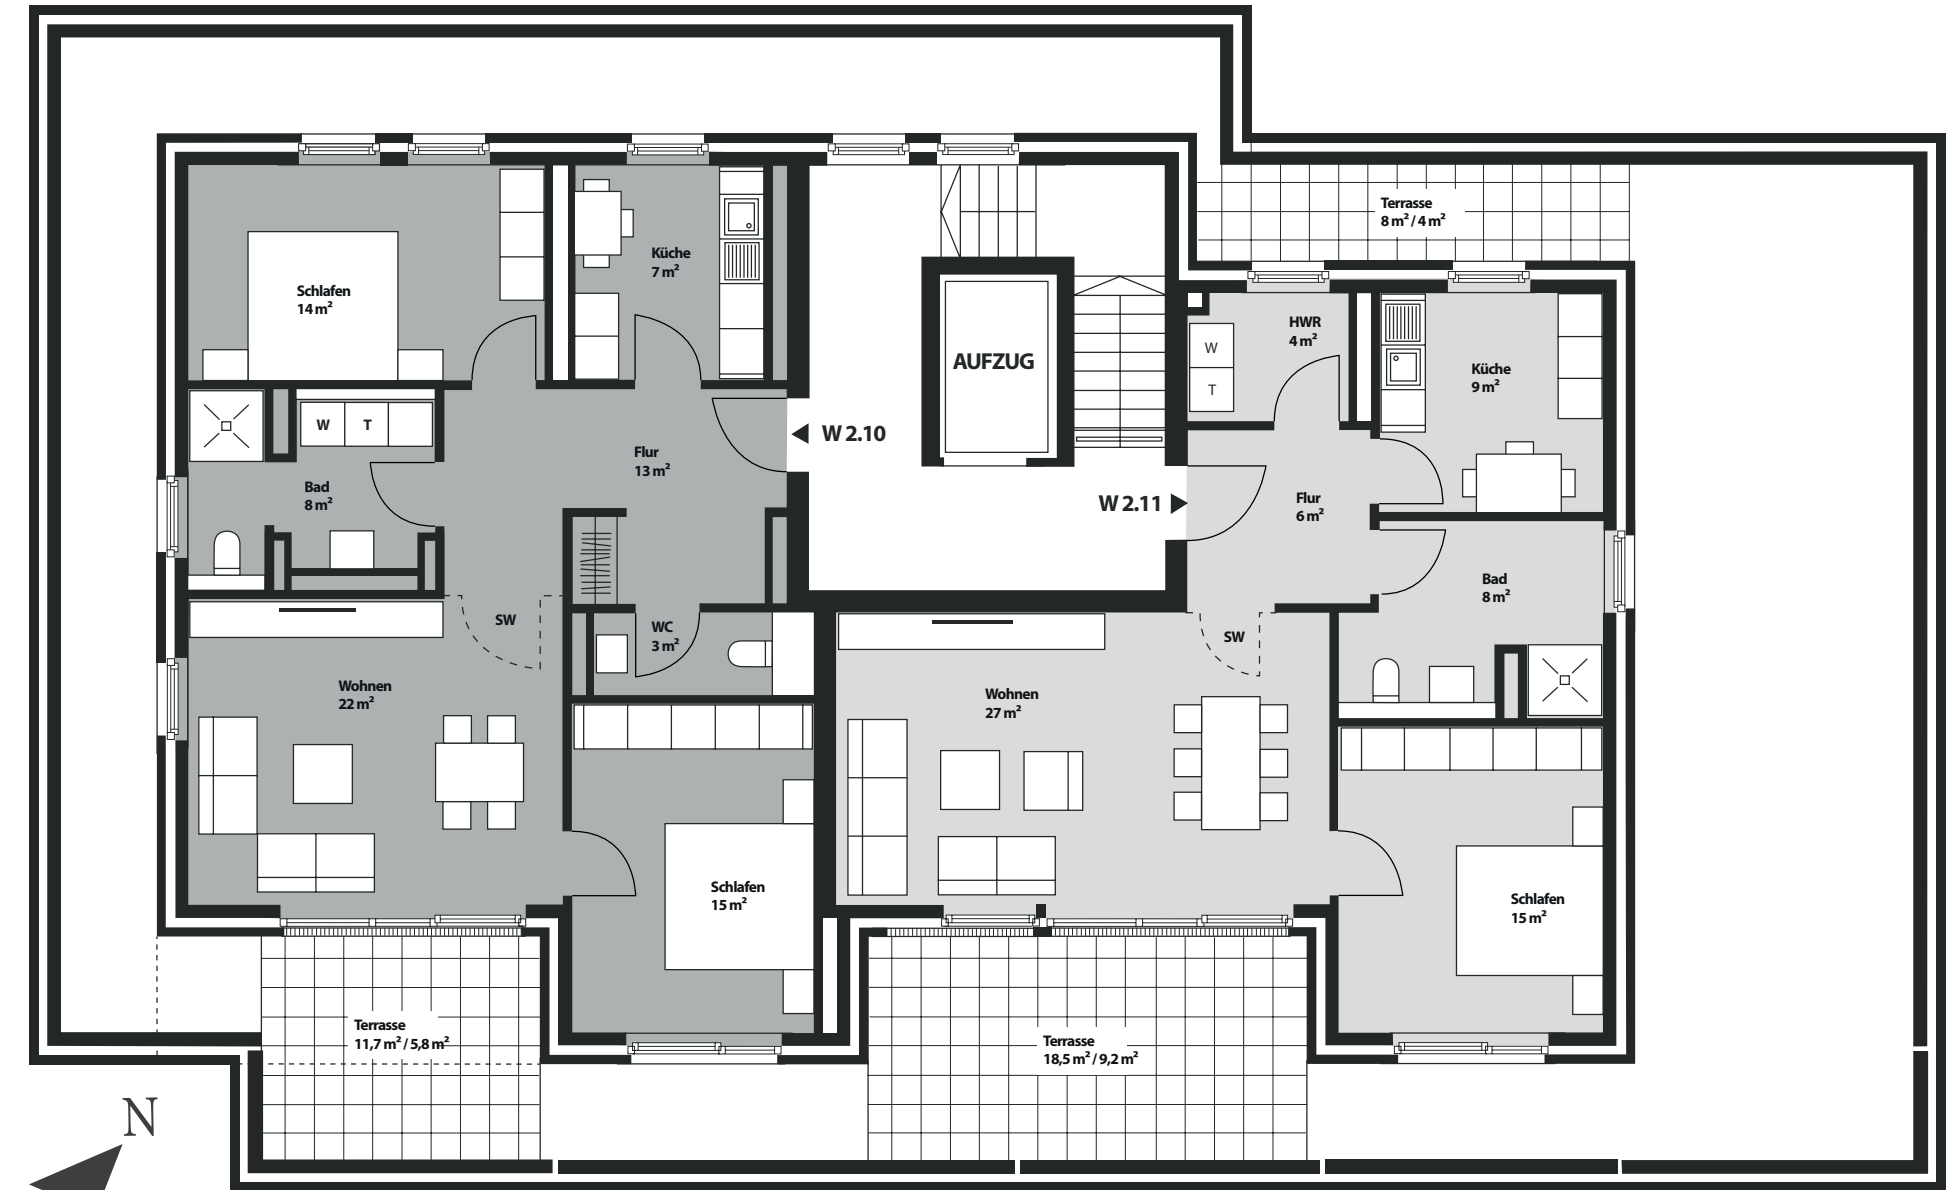 Terrasse
8 m² / 4 m²
Küche
7 m²
Schlafen
14 m²
HWR
4 m²
AUFZUG
W
T
Küche
9 m²
W T
W 2.10
Flur
13 m²
Bad
8 m²
W 2.11
Flur
6 m²
Bad
8 m²
SW
WC
3 m²
SW
Wohnen
22 m²
Wohnen
27 m²
Schlafen
15 m²
Schlafen
15 m²
Terrasse
11,7 m² / 5,8 m²
Terrasse
18,5 m² / 9,2 m²
N